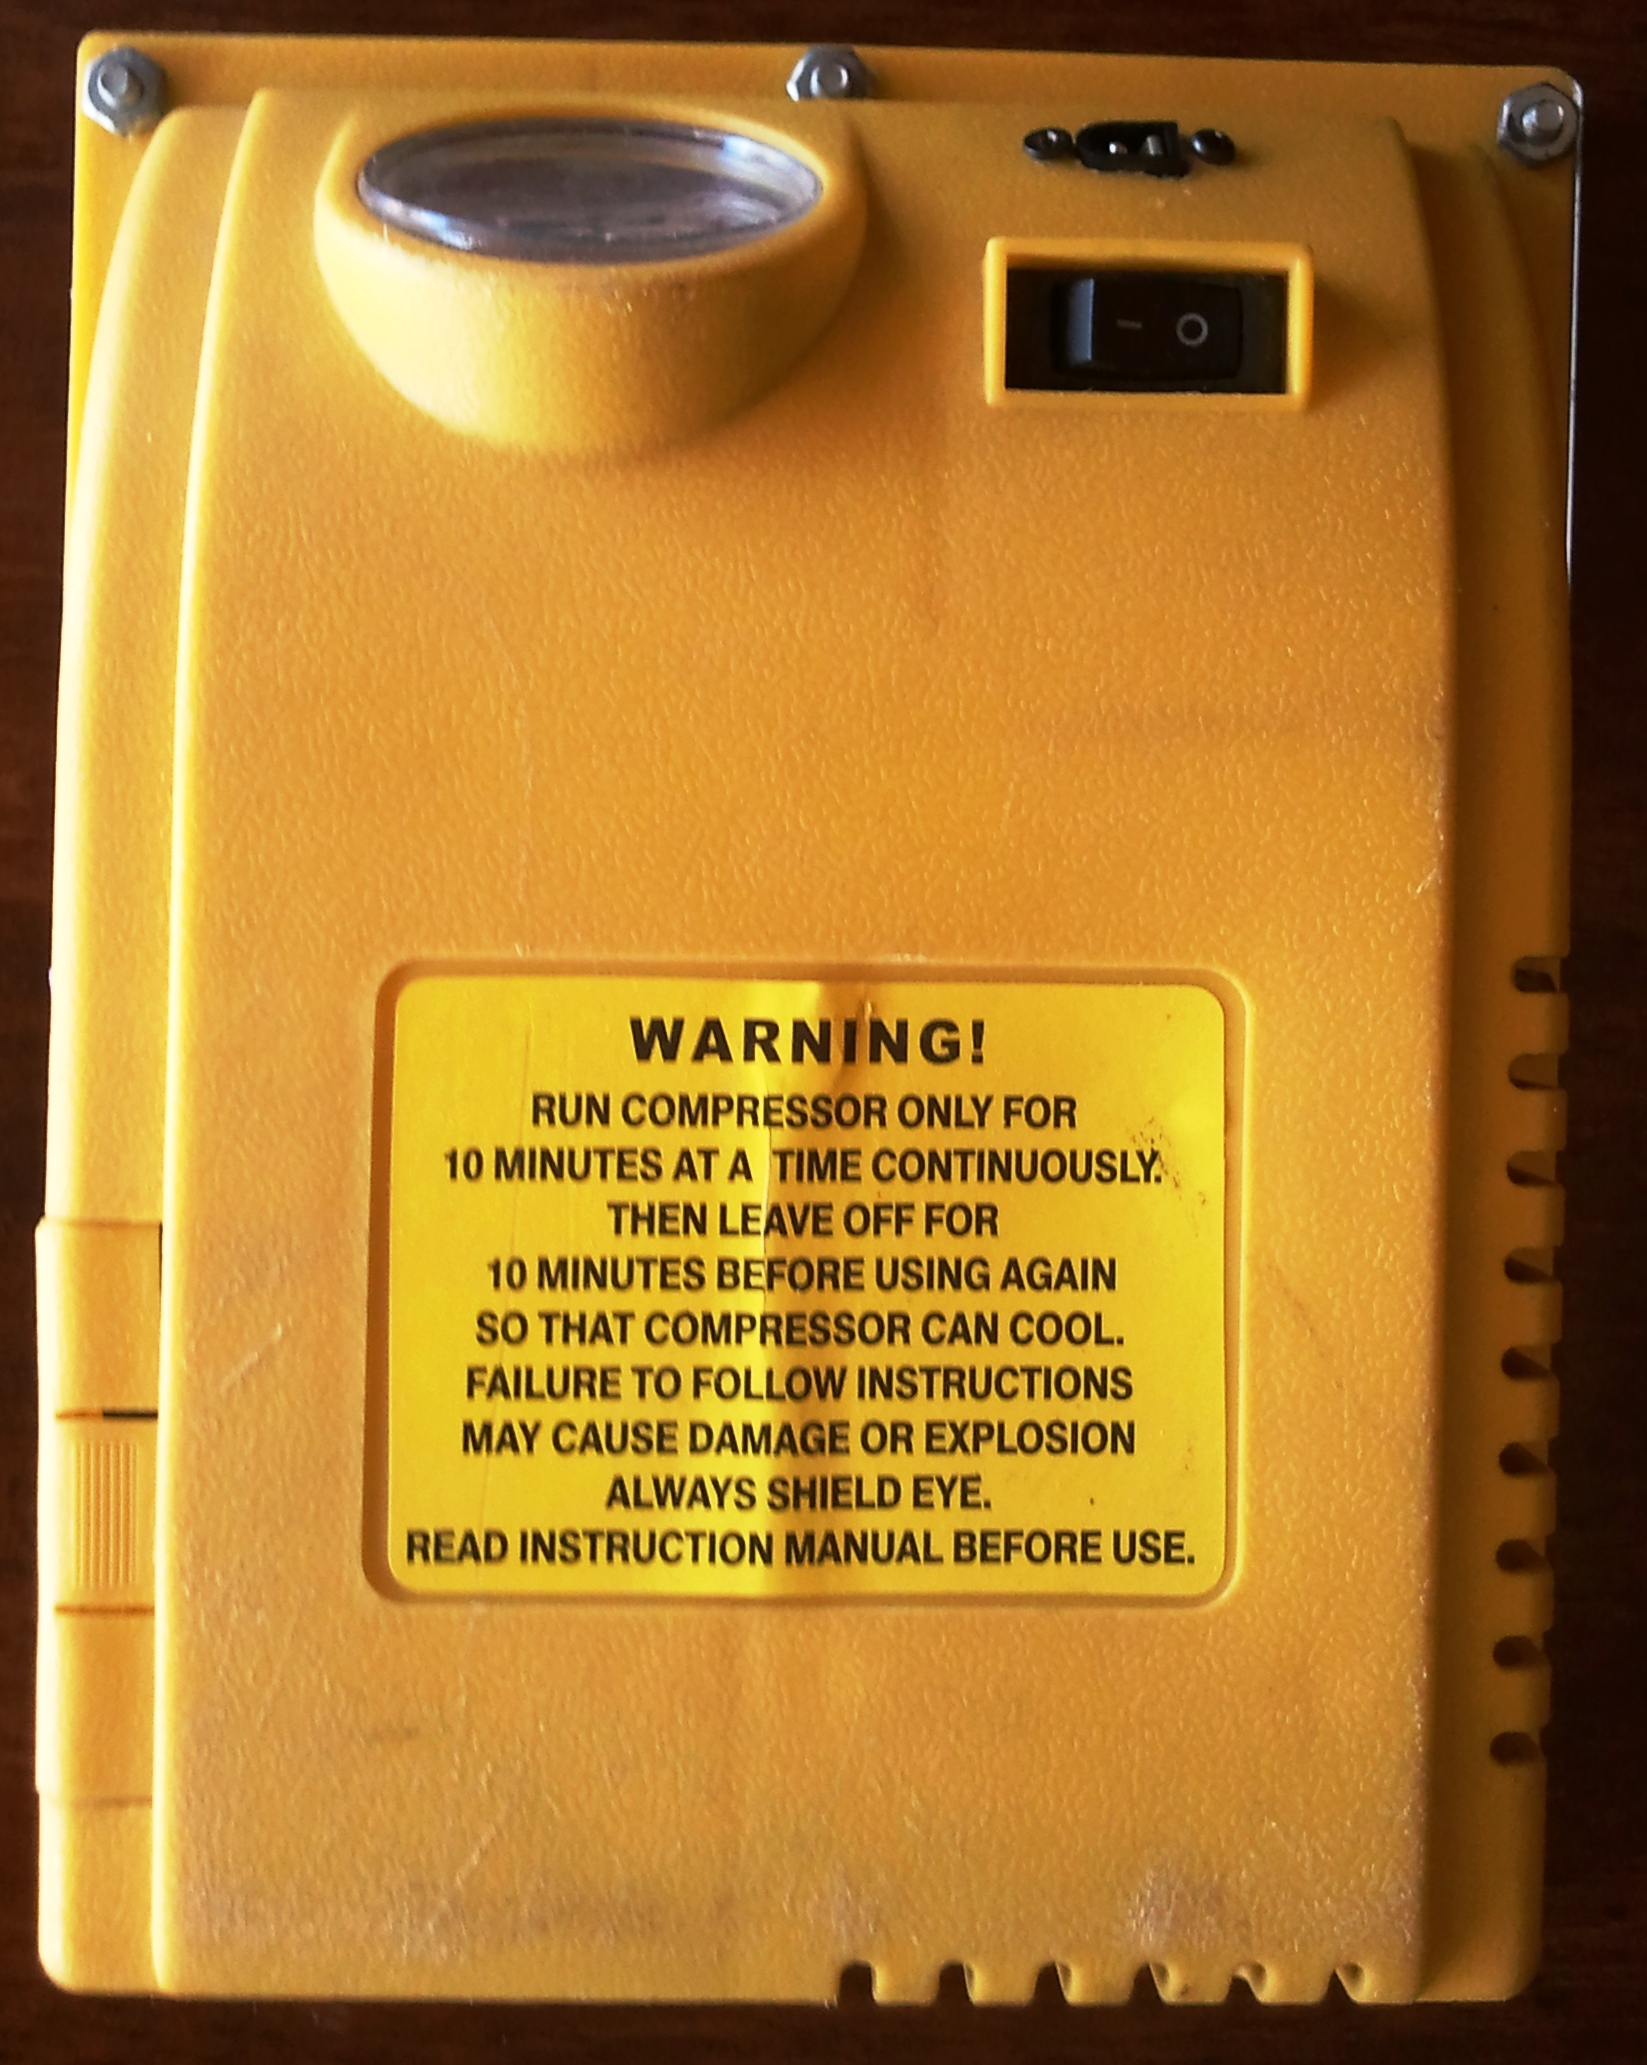 WARNING!
RUN COMPRESSOR ONLY FOR
10 MINUTES AT A TIME CONTINUOUSLY.
THEN LEAVE OFF FOR
10 MINUTES BEFORE USING AGAIN
SO THAT COMPRESSOR CAN COOL.
FAILURE TO FOLLOW INSTRUCTIONS
MAY CAUSE DAMAGE OR EXPLOSION
ALWAYS SHIELD EYE.
READ INSTRUCTION MANUAL BEFORE USE.